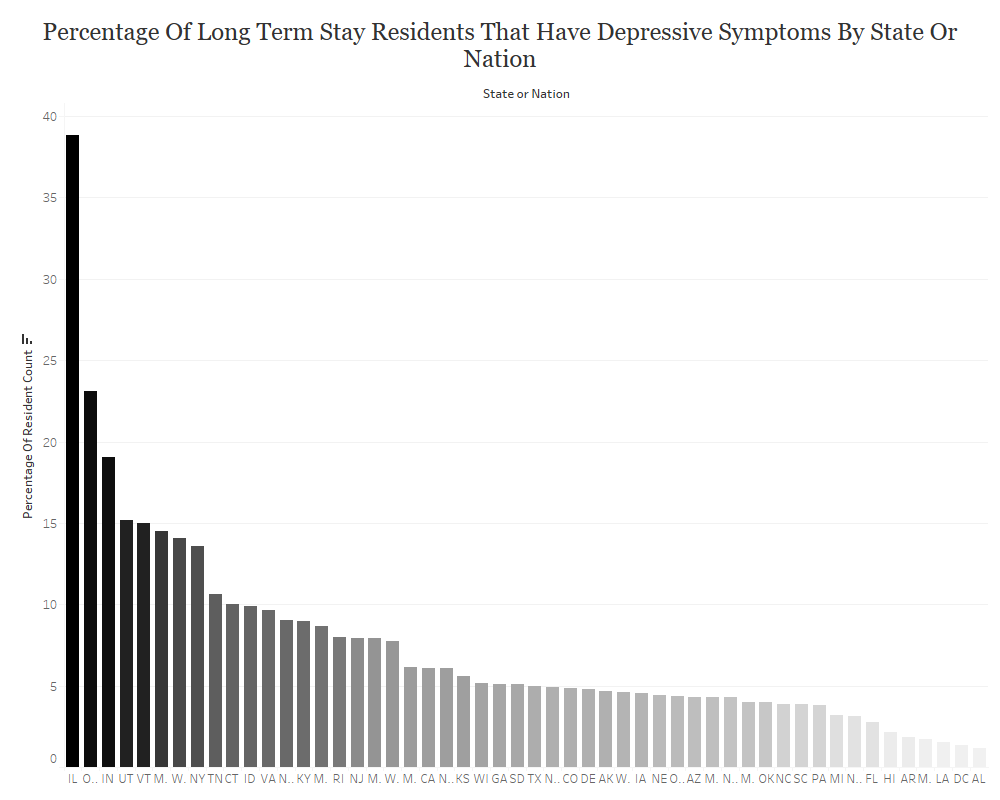 Percentage Of Long Term Stay Residents That Have Depressive Symptoms By State Or
Nation
State or Nation
40
35
30
25
20
15
10
5
0
Percentage Of Resident Count
IL O.. IN UT VT M. W. NY TN CT ID VA N.. KY M. RI NJ M. W. M. CA N.. KS WI GA SD TX N.. CO DE AK W. IA NE O.. AZ M. N.. M. OK NC SC PA MI N.. FL HI AR M. LA DC AL